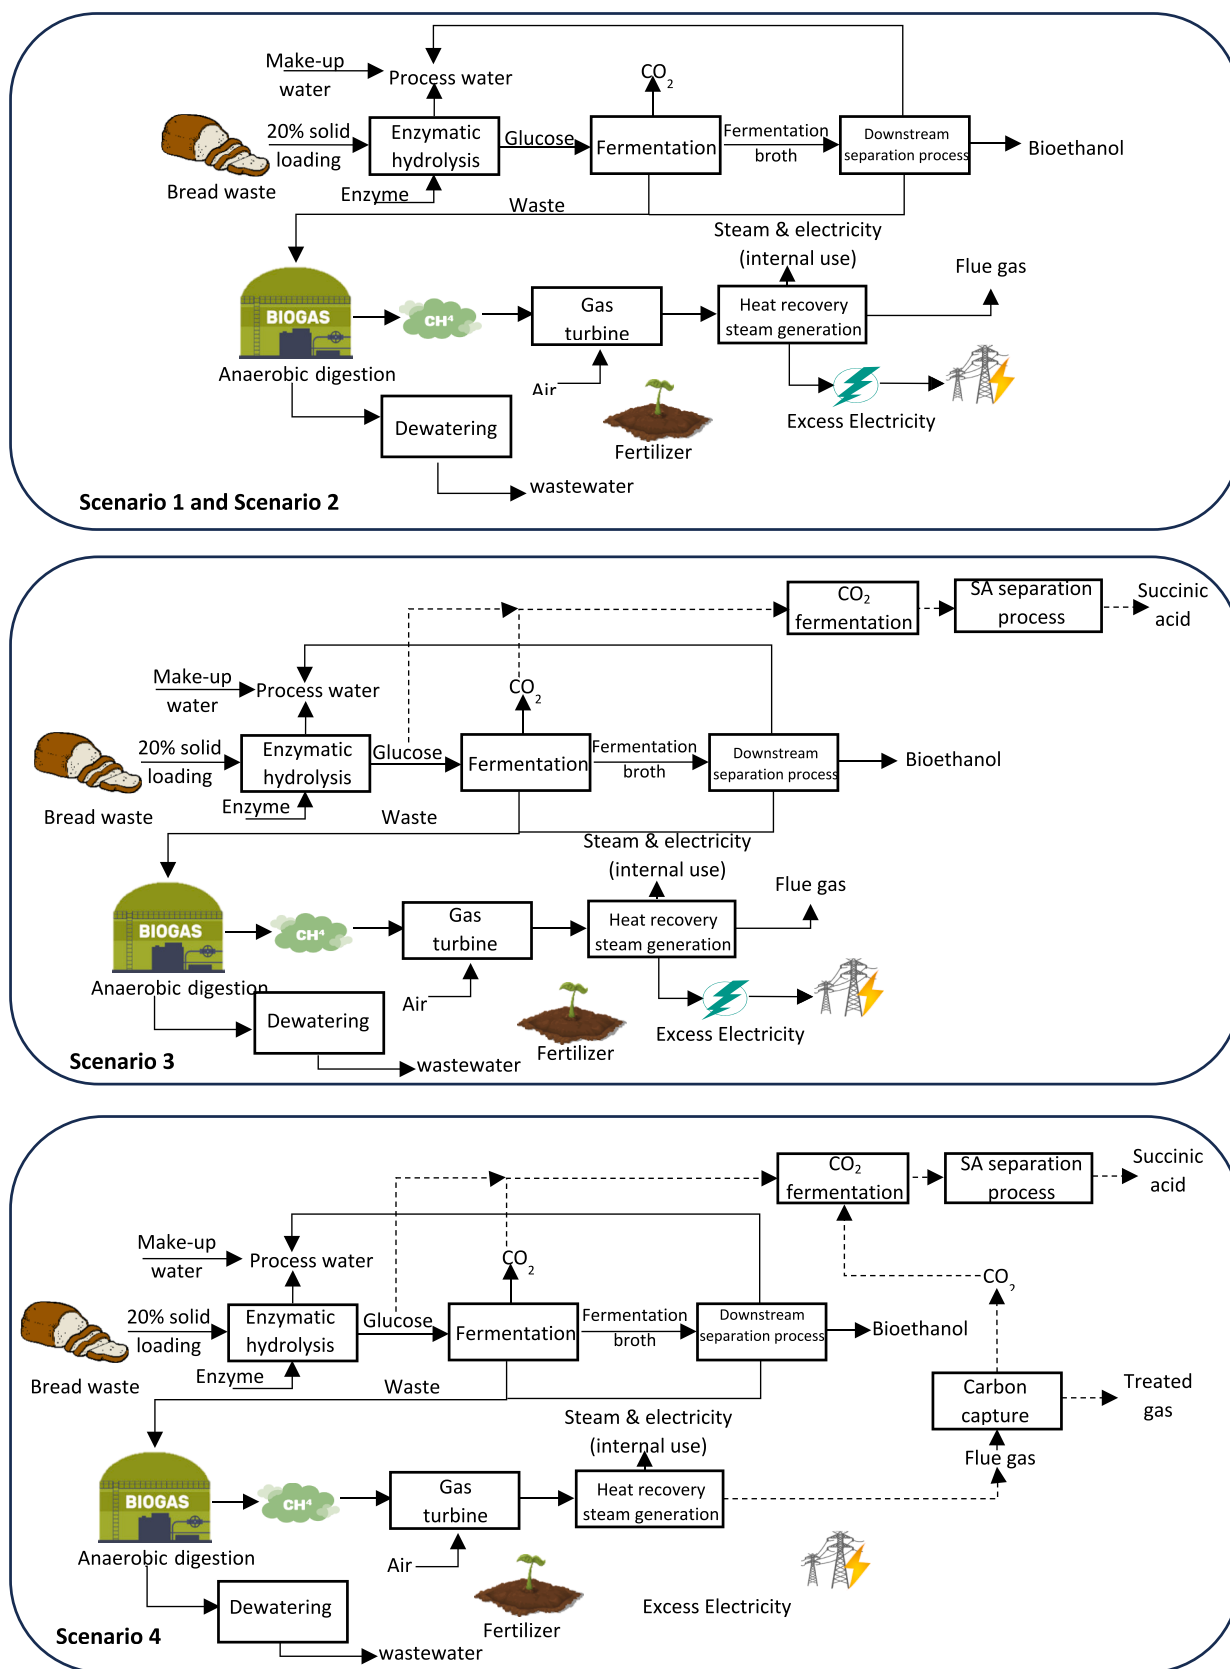 Make-up
water
Process water
CO₂
20% solid
loading
Enzymatic
hydrolysis
Glucose
Fermentation
Fermentation
broth
Downstream
separation process
Bioethanol
Bread waste
Enzyme
Waste
Steam & electricity
(internal use)
Flue gas
BIOGAS
CH⁴
Gas
turbine
Heat recovery
steam generation
Anaerobic digestion
Air
Excess Electricity
Dewatering
Fertilizer
wastewater
Scenario 1 and Scenario 2
CO₂
fermentation
SA separation
process
Succinic
acid
Make-up
water
Process water
CO₂
20% solid
loading
Enzymatic
hydrolysis
Glucose
Fermentation
Fermentation
broth
Downstream
separation process
Bioethanol
Bread waste
Enzyme
Waste
Steam & electricity
(internal use)
Flue gas
BIOGAS
CH⁴
Gas
turbine
Heat recovery
steam generation
Anaerobic digestion
Air
Dewatering
Excess Electricity
Fertilizer
wastewater
Scenario 3
CO₂
fermentation
SA separation
process
Succinic
acid
Make-up
water
Process water
CO₂
CO₂
20% solid
loading
Enzymatic
hydrolysis
Glucose
Fermentation
Fermentation
broth
Downstream
separation process
Bioethanol
Bread waste
Enzyme
Waste
Carbon
capture
Treated
gas
Steam & electricity
(internal use)
Flue gas
BIOGAS
CH⁴
Gas
turbine
Heat recovery
steam generation
Anaerobic digestion
Air
Dewatering
Excess Electricity
Fertilizer
wastewater
Scenario 4